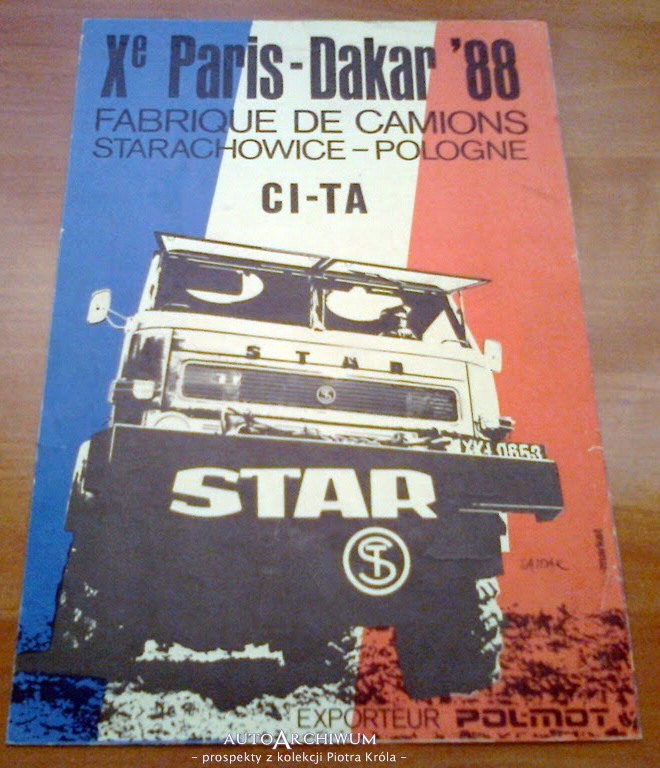 Xe Paris-Dakar '88
FABRIQUE DE CAMIONS
STARACHOWICE – POLOGNE
CI-TA
STAR
XKJ 0653
STAR
EXPORTEUR POLMOT
AUTOARCHIWUM
– prospekty z kolekcji Piotra Króla –